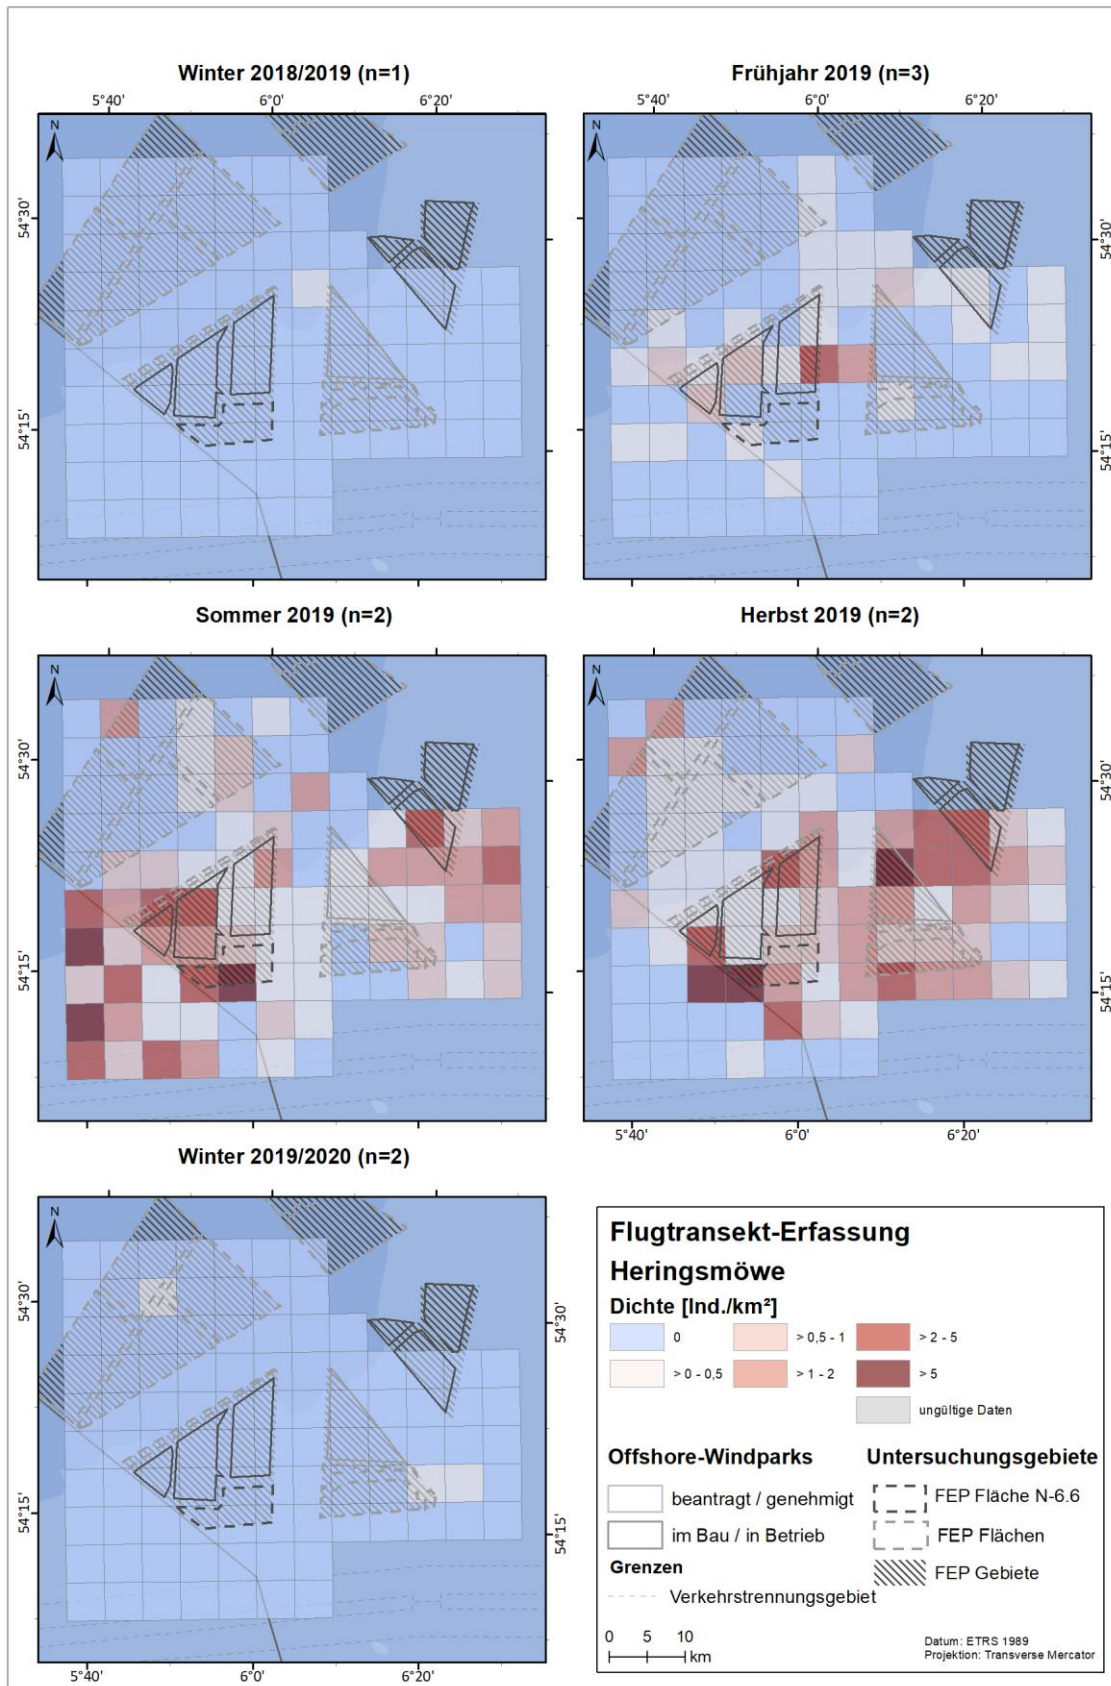 Winter 2018/2019 (n=1)
5°40' 6°0' 6°20'
N
54°30'
54°15'
Frühjahr 2019 (n=3)
5°40' 6°0' 6°20'
N
54°30'
54°15'
Sommer 2019 (n=2)
N
54°30'
54°15'
Herbst 2019 (n=2)
N
54°30'
54°15'
5°40' 6°0' 6°20'
Winter 2019/2020 (n=2)
N
54°30'
54°30'
54°15'
54°15'
5°40' 6°0' 6°20'
Flugtransekt-Erfassung
Heringsmöwe
Dichte [Ind./km²]
0
> 0,5 - 1
> 2 - 5
> 0 - 0,5
> 1 - 2
> 5
ungültige Daten
Offshore-Windparks
beantragt / genehmigt
im Bau / in Betrieb
Grenzen
Verkehrstrennungsgebiet
Untersuchungsgebiete
FEP Fläche N-6.6
FEP Flächen
FEP Gebiete
0 5 10
km
Datum: ETRS 1989
Projektion: Transverse Mercator